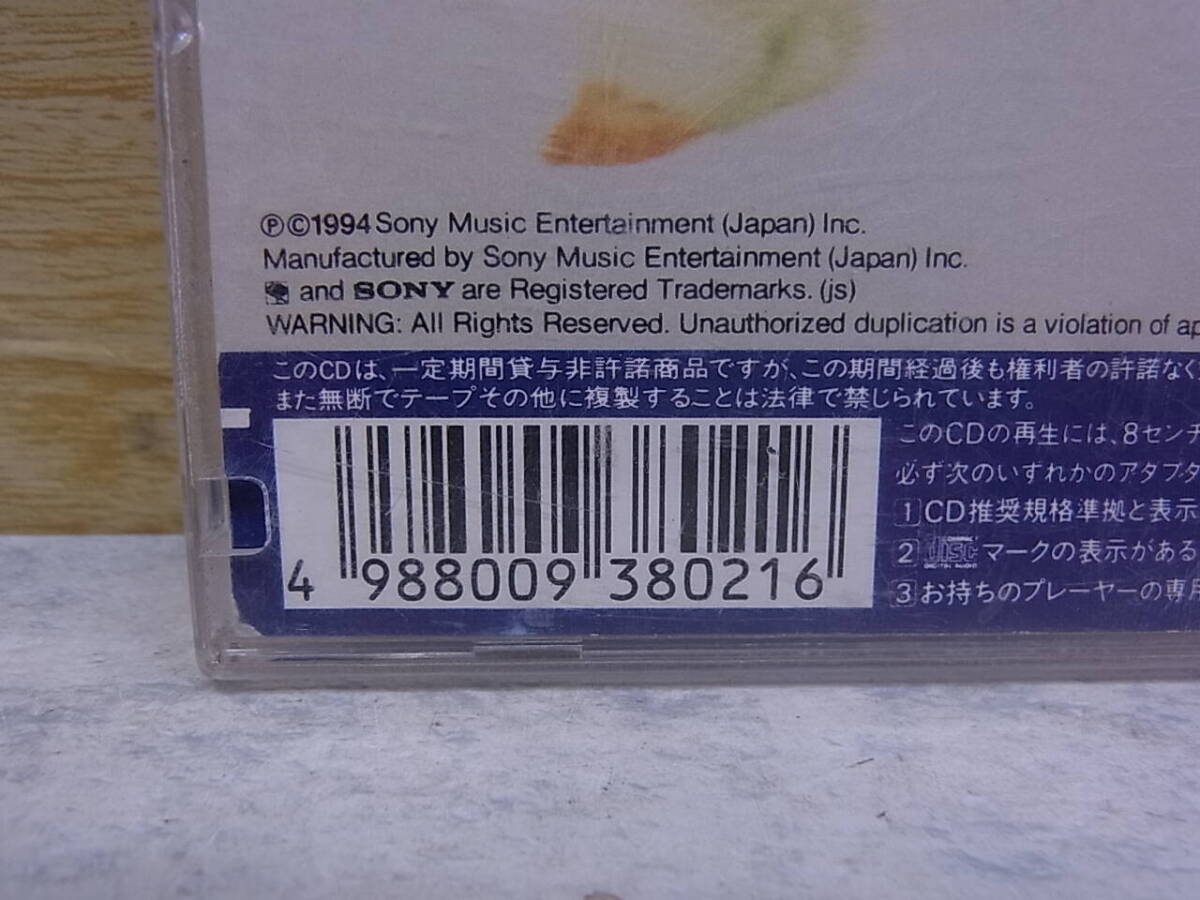 ℗©1994 Sony Music Entertainment (Japan) Inc.
Manufactured by Sony Music Entertainment (Japan) Inc.
and SONY are Registered Trademarks. (js)
WARNING: All Rights Reserved. Unauthorized duplication is a violation of ap
このCDは、一定期間貸与非許諾商品ですが、この期間経過後も権利者の許諾なく
また無断でテープその他に複製することは法律で禁じられています。
このCDの再生には、8センチ
必ず次のいずれかのアタプタ
1 CD推奨規格準拠と表示
2 COMPACT disc DIGITAL AUDIO マークの表示がある
3 お持ちのプレーヤーの専用
4 988009 380216